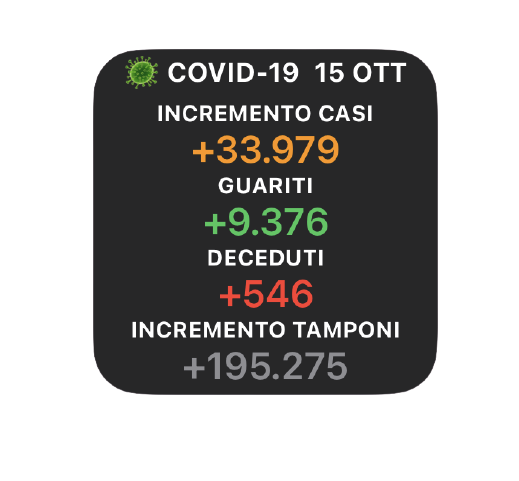 COVID-19 15 OTT
INCREMENTO CASI
+33.979
GUARITI
+9.376
DECEDUTI
+546
INCREMENTO TAMPONI
+195.275